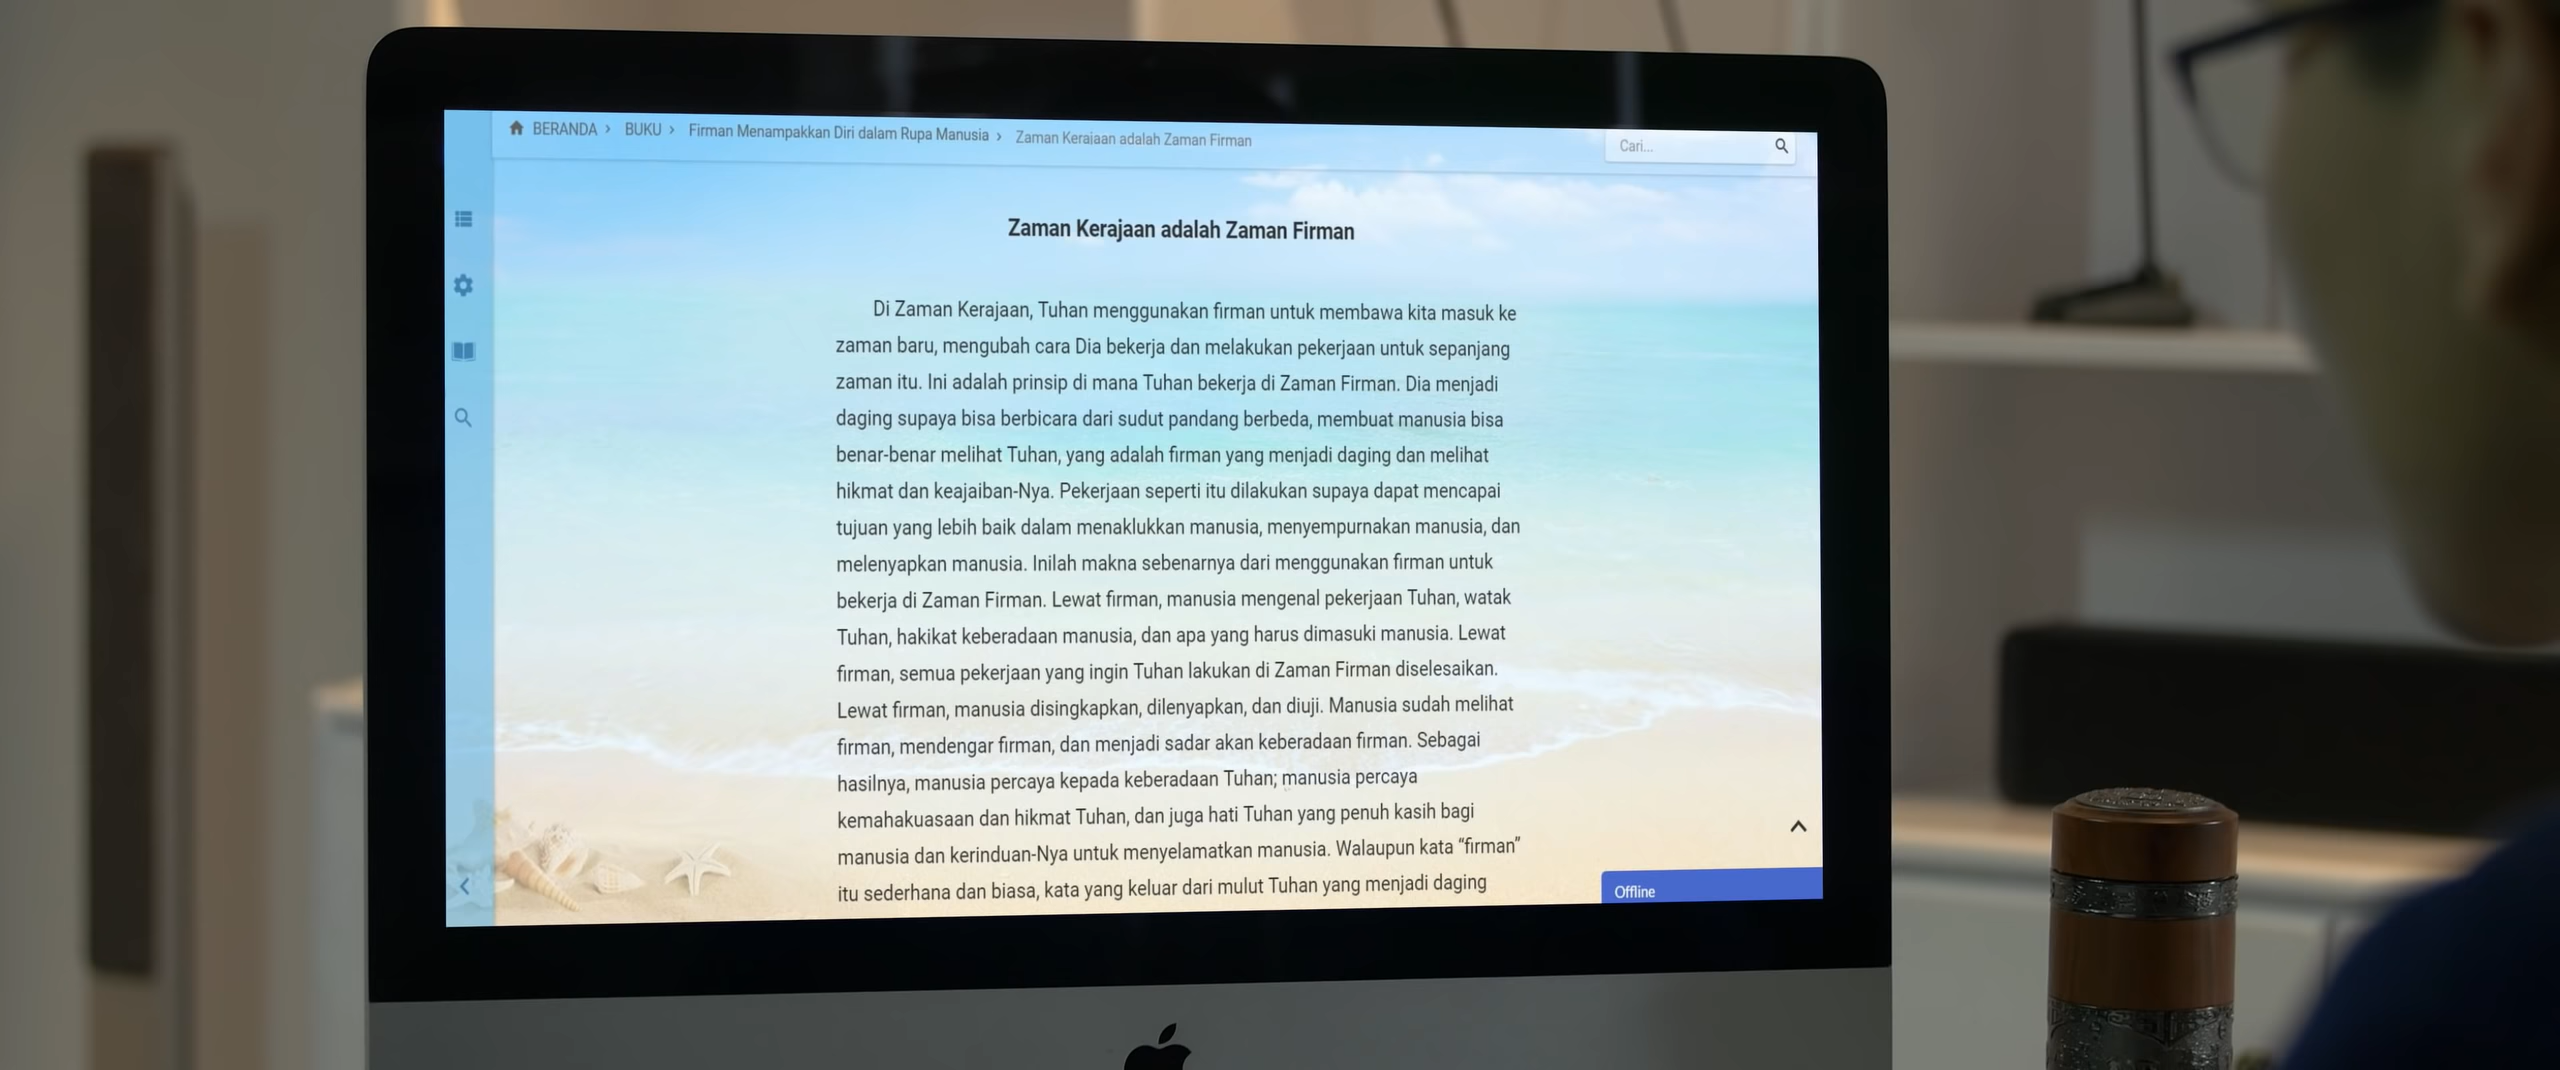 BERANDA › BUKU › Firman Menampakkan Diri dalam Rupa Manusia › Zaman Kerajaan adalah Zaman Firman
Cari...
Zaman Kerajaan adalah Zaman Firman
Di Zaman Kerajaan, Tuhan menggunakan firman untuk membawa kita masuk ke
zaman baru, mengubah cara Dia bekerja dan melakukan pekerjaan untuk sepanjang
zaman itu. Ini adalah prinsip di mana Tuhan bekerja di Zaman Firman. Dia menjadi
daging supaya bisa berbicara dari sudut pandang berbeda, membuat manusia bisa
benar-benar melihat Tuhan, yang adalah firman yang menjadi daging dan melihat
hikmat dan keajaiban-Nya. Pekerjaan seperti itu dilakukan supaya dapat mencapai
tujuan yang lebih baik dalam menaklukkan manusia, menyempurnakan manusia, dan
melenyapkan manusia. Inilah makna sebenarnya dari menggunakan firman untuk
bekerja di Zaman Firman. Lewat firman, manusia mengenal pekerjaan Tuhan, watak
Tuhan, hakikat keberadaan manusia, dan apa yang harus dimasuki manusia. Lewat
firman, semua pekerjaan yang ingin Tuhan lakukan di Zaman Firman diselesaikan.
Lewat firman, manusia disingkapkan, dilenyapkan, dan diuji. Manusia sudah melihat
firman, mendengar firman, dan menjadi sadar akan keberadaan firman. Sebagai
hasilnya, manusia percaya kepada keberadaan Tuhan; manusia percaya
kemahakuasaan dan hikmat Tuhan, dan juga hati Tuhan yang penuh kasih bagi
manusia dan kerinduan-Nya untuk menyelamatkan manusia. Walaupun kata “firman”
itu sederhana dan biasa, kata yang keluar dari mulut Tuhan yang menjadi daging
Offline